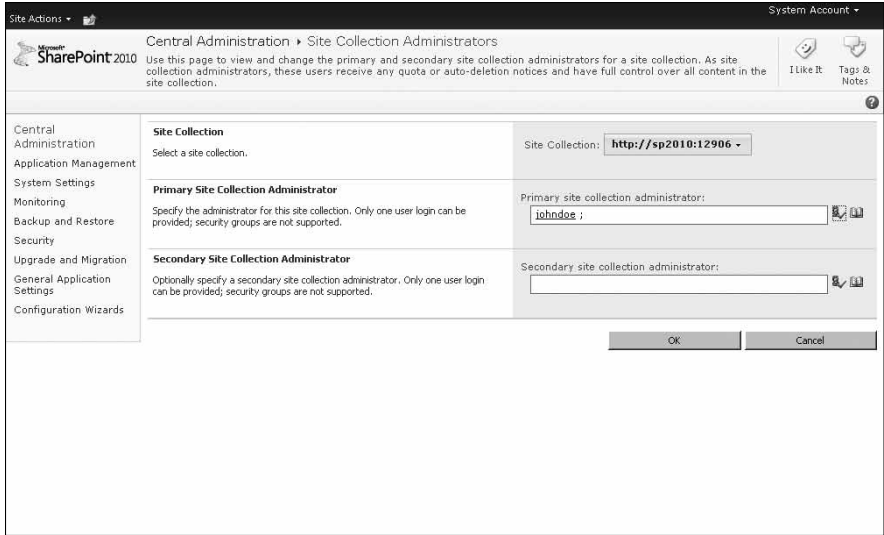 System Account
Site Actions
Microsoft
SharePoint 2010
Central Administration ▸ Site Collection Administrators
Use this page to view and change the primary and secondary site collection administrators for a site collection. As site
collection administrators, these users receive any quota or auto-deletion notices and have full control over all content in the
site collection.
I Like It
Tags &
Notes
Central
Administration
Application Management
System Settings
Monitoring
Backup and Restore
Security
Upgrade and Migration
General Application
Settings
Configuration Wizards
Site Collection
Select a site collection.
Site Collection: http://sp2010:12906
Primary Site Collection Administrator
Specify the administrator for this site collection. Only one user login can be
provided; security groups are not supported.
Primary site collection administrator:
johndoe ;
Secondary Site Collection Administrator
Optionally specify a secondary site collection administrator. Only one user login
can be provided; security groups are not supported.
Secondary site collection administrator:
OK
Cancel